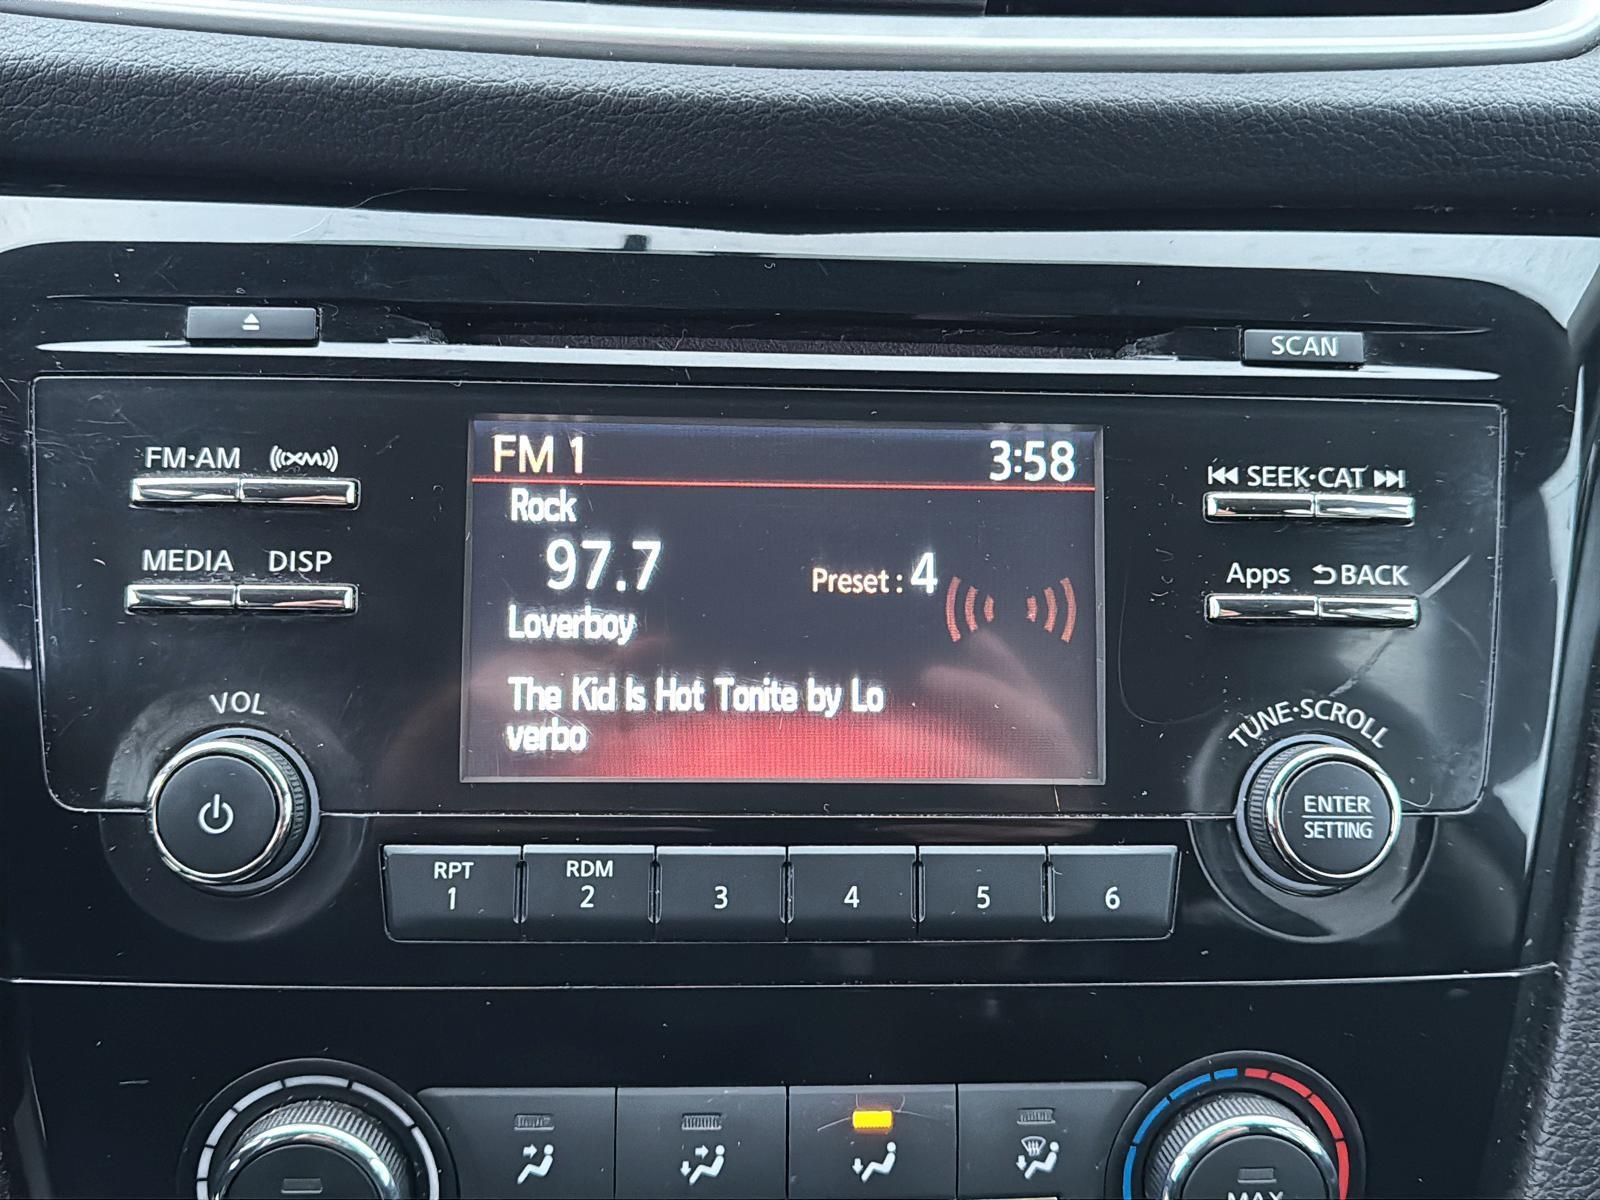 SCAN
FM·AM ((XM))
FM 1 3:58
SEEK·CAT
Rock
97.7
Preset : 4
MEDIA DISP
Apps BACK
Loverboy
The Kid Is Hot Tonite by Lo
verbo
VOL
TUNE·SCROLL
ENTER
SETTING
RPT
1
RDM
2
3
4
5
6
MAX